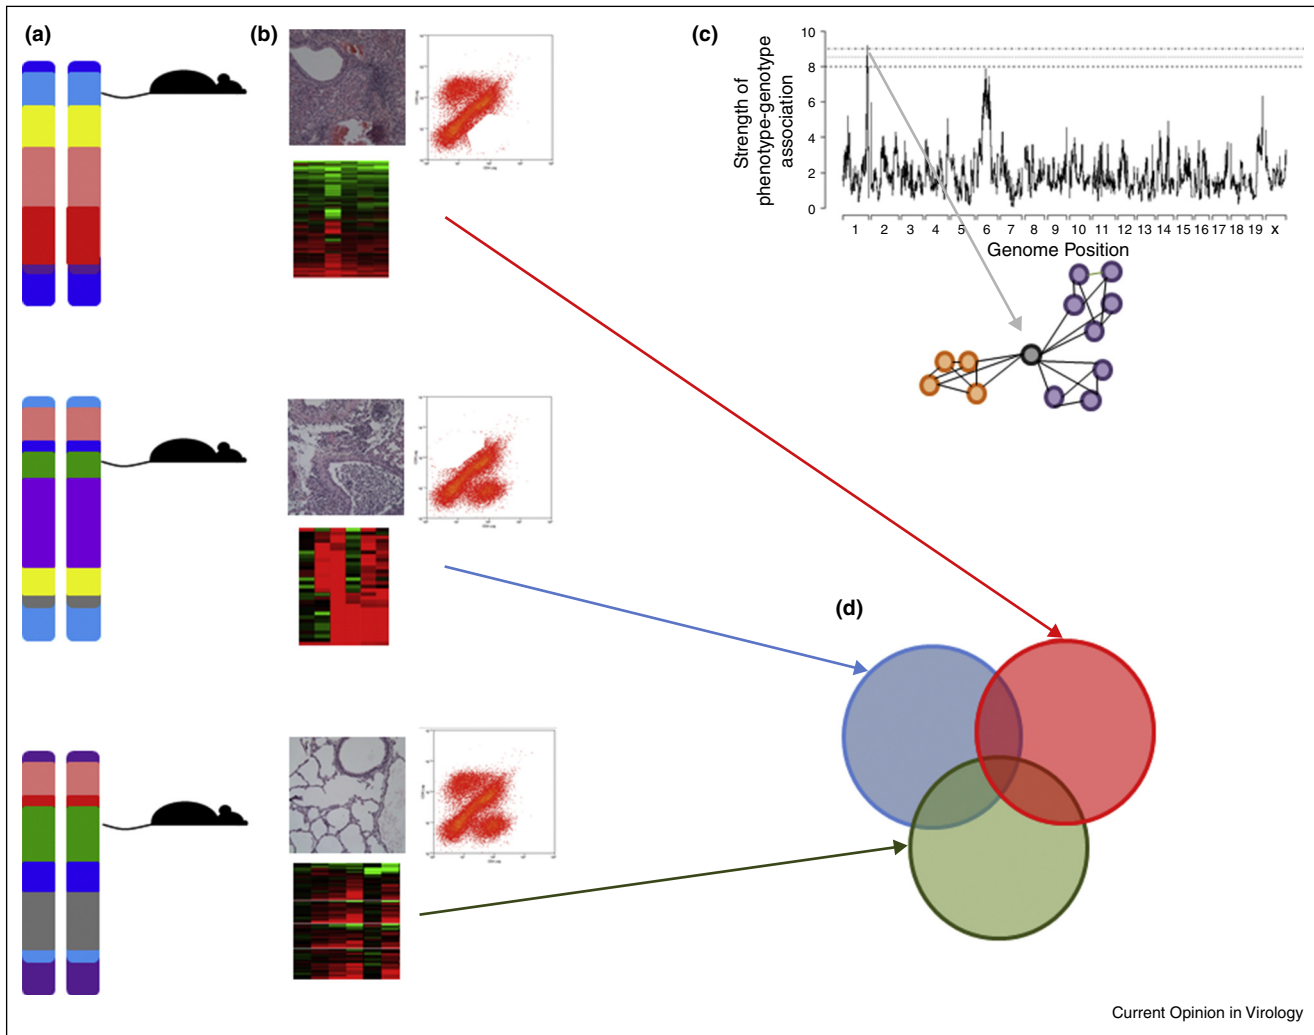 (a)
(b)
(c)
Strength of
phenotype-genotype
association
10
8
6
4
2
0
1 2 3 4 5 6 7 8 9 10 11 12 13 14 15 16 17 18 19 x
Genome Position
(d)
Current Opinion in Virology